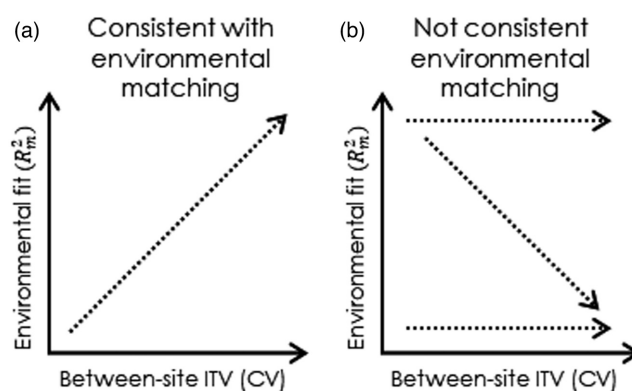 (a)
Consistent with
environmental
matching
Environmental fit (R²ₘ)
Between-site ITV (CV)
(b)
Not consistent
environmental
matching
Environmental fit (R²ₘ)
Between-site ITV (CV)